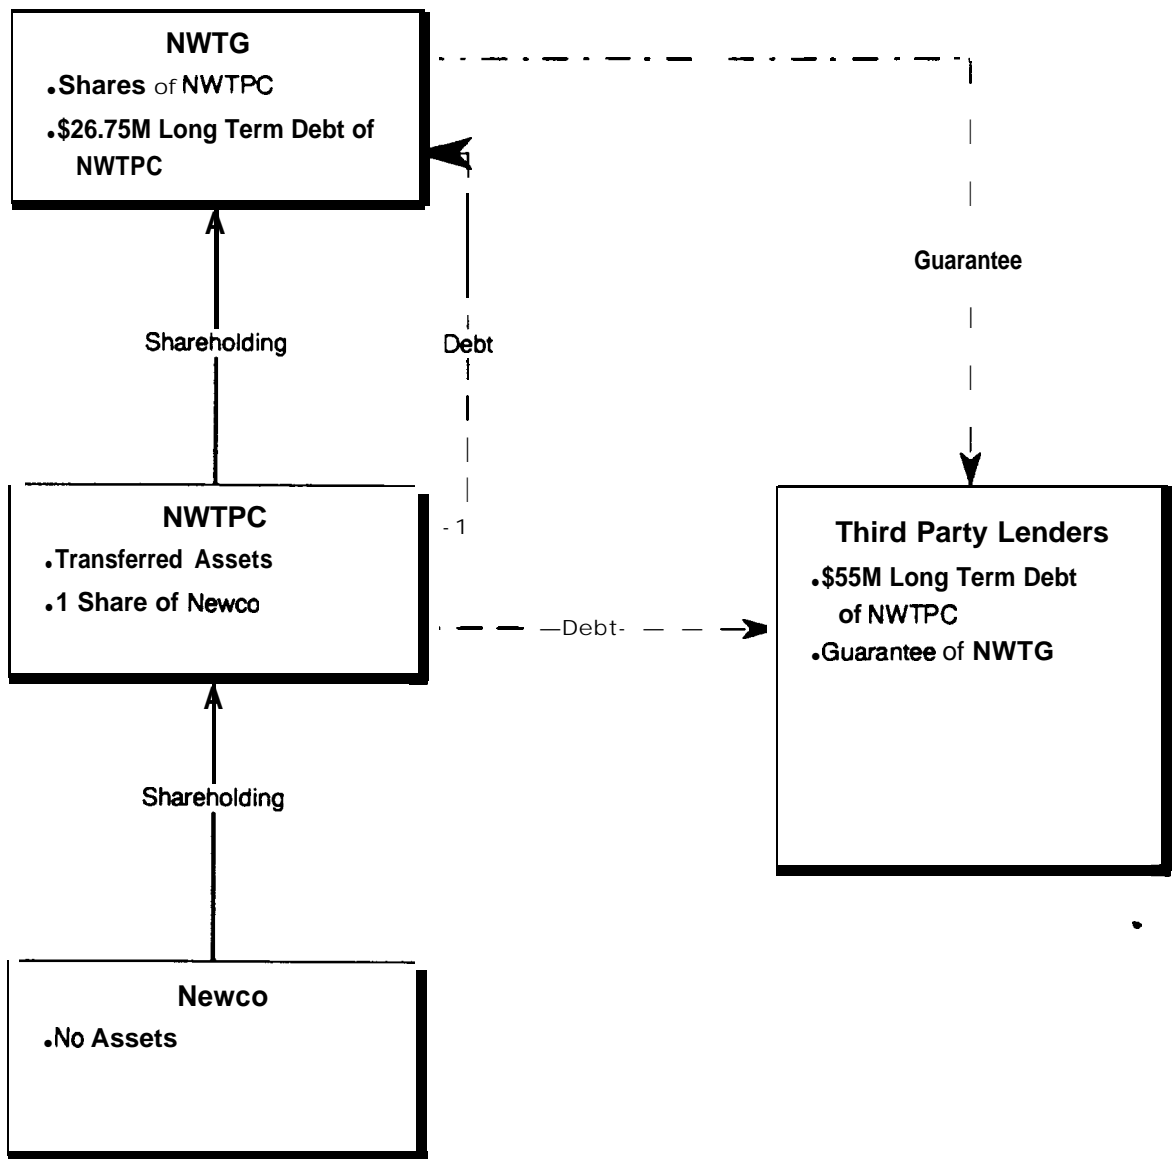 NWTG
•Shares of NWTPC
•$26.75M Long Term Debt of
NWTPC
Guarantee
Shareholding
Debt
NWTPC
•Transferred Assets
•1 Share of Newco
-1
Third Party Lenders
•$55M Long Term Debt
of NWTPC
•Guarantee of NWTG
—Debt-
Shareholding
Newco
•No Assets